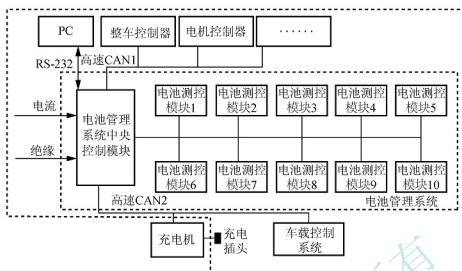 PC
整车控制器
电机控制器
······
RS-232
高速CAN1
电流
绝缘
电池管理
系统中央
控制模块
电池测控
模块1
电池测控
模块2
电池测控
模块3
电池测控
模块4
电池测控
模块5
电池测控
模块6
电池测控
模块7
电池测控
模块8
电池测控
模块9
电池测控
模块10
电池管理系统
高速CAN2
充电机
充电
插头
车载控制
系统
有